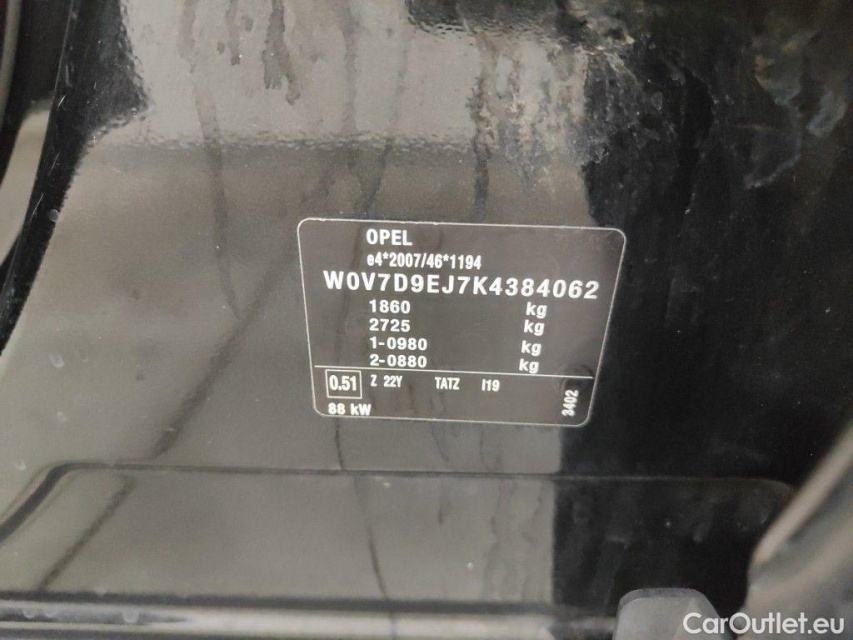 OPEL
e4*2007/46*1194
W0V7D9EJ7K4384062
1860 kg
2725 kg
1-0980 kg
2-0880 kg
0.51 Z 22Y TATZ I19
88 kW
3402
CarOutlet.eu